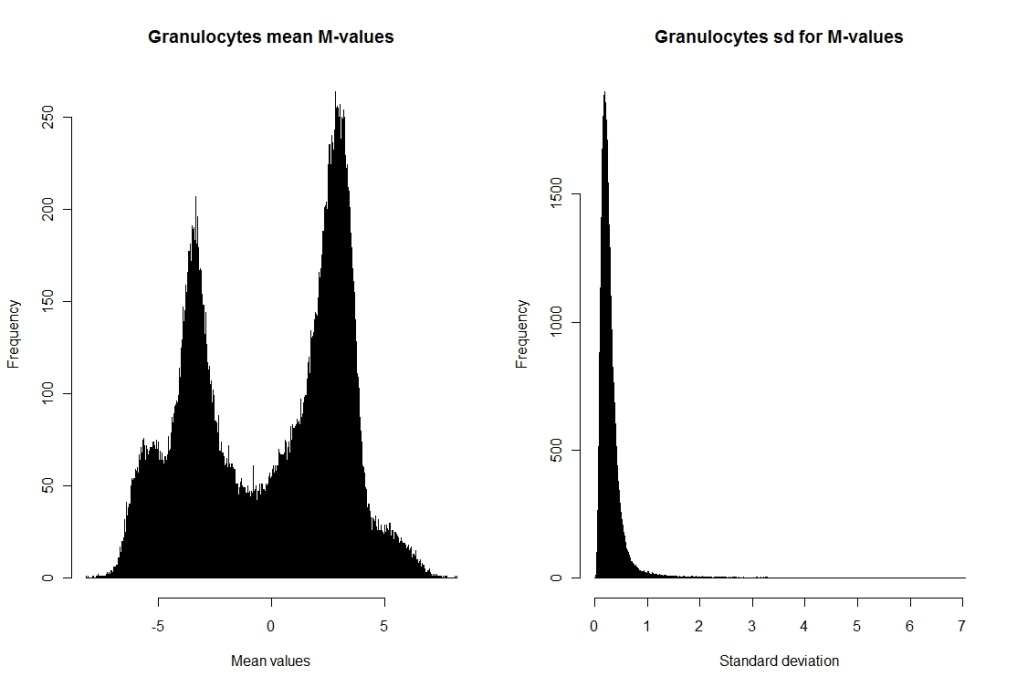 Granulocytes mean M-values
Frequency
250
200
150
100
50
0
-5 0 5
Mean values
Granulocytes sd for M-values
Frequency
1500
1000
500
0
0 1 2 3 4 5 6 7
Standard deviation